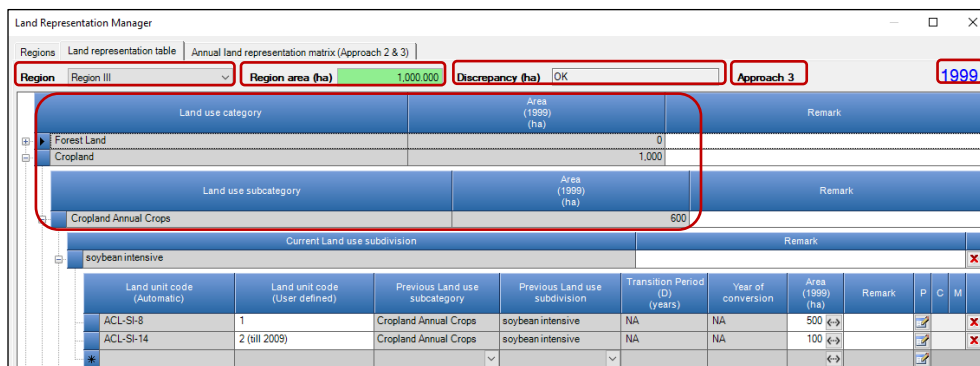 Land Representation Manager
Regions Land representation table Annual land representation matrix (Approach 2 & 3)
Region Region III Region area (ha) 1,000.000 Discrepancy (ha) OK Approach 3 1999
Land use category Area (1999) (ha) Remark
Forest Land 0
Cropland 1,000
Land use subcategory Area (1999) (ha) Remark
Cropland Annual Crops 600
Current Land use subdivision Remark
soybean intensive
Land unit code (Automatic) Land unit code (User defined) Previous Land use subcategory Previous Land use subdivision Transition Period (D) (years) Year of conversion Area (1999) (ha) Remark P C M
ACL-SI-8 1 Cropland Annual Crops soybean intensive NA NA 500
ACL-SI-14 2 (till 2009) Cropland Annual Crops soybean intensive NA NA 100